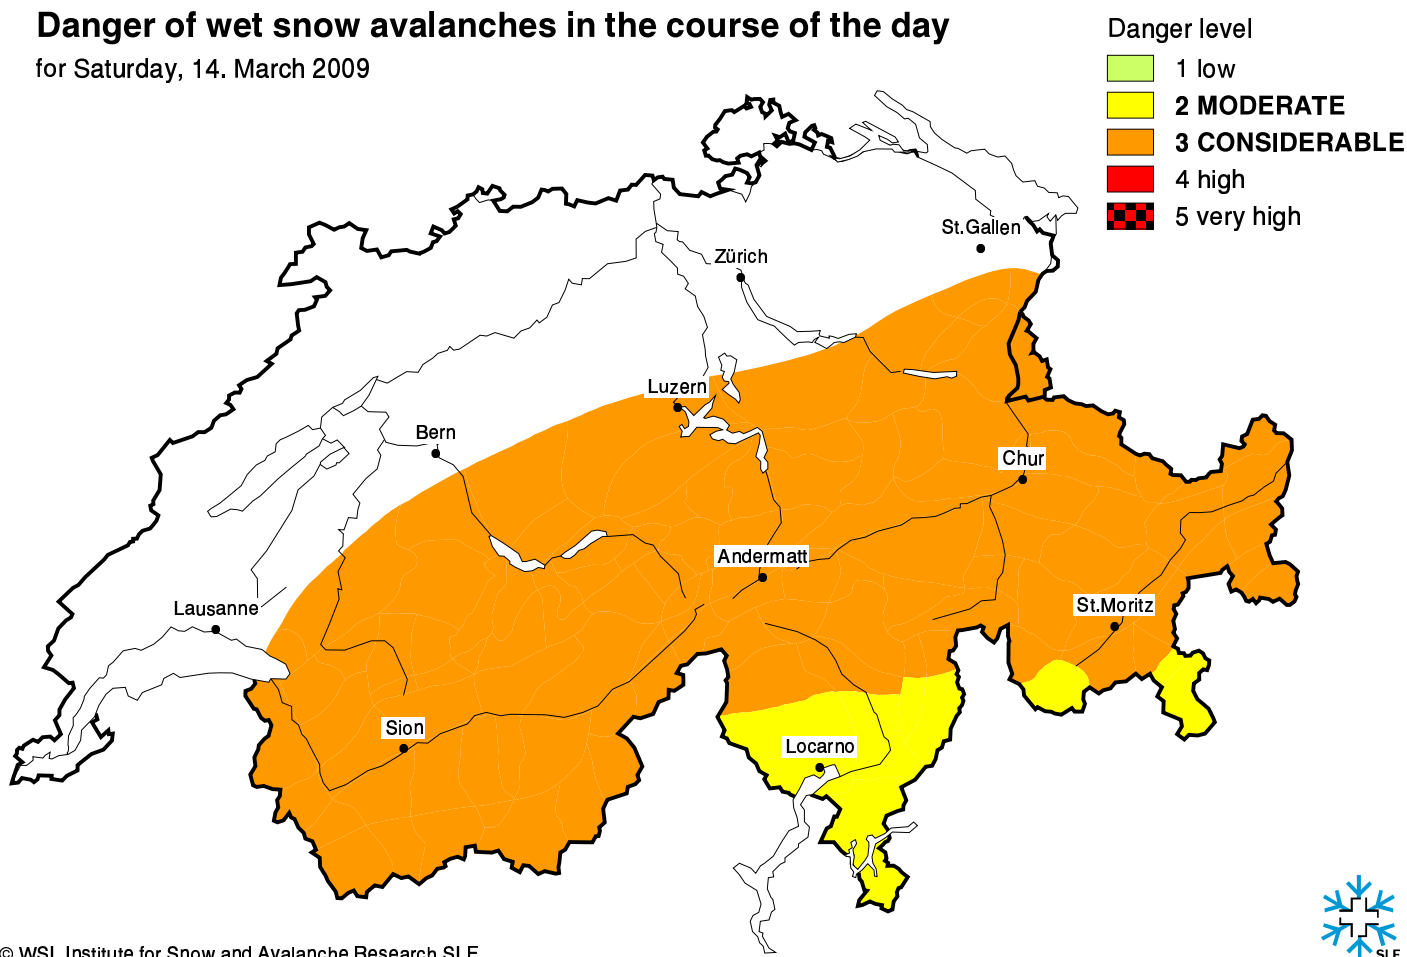 Danger of wet snow avalanches in the course of the day
for Saturday, 14. March 2009
Danger level
1 low
2 MODERATE
3 CONSIDERABLE
4 high
5 very high
St.Gallen
Zürich
Luzern
Bern
Chur
Andermatt
Lausanne
St.Moritz
Sion
Locarno
© WSL Institute for Snow and Avalanche Research SLF
SLF